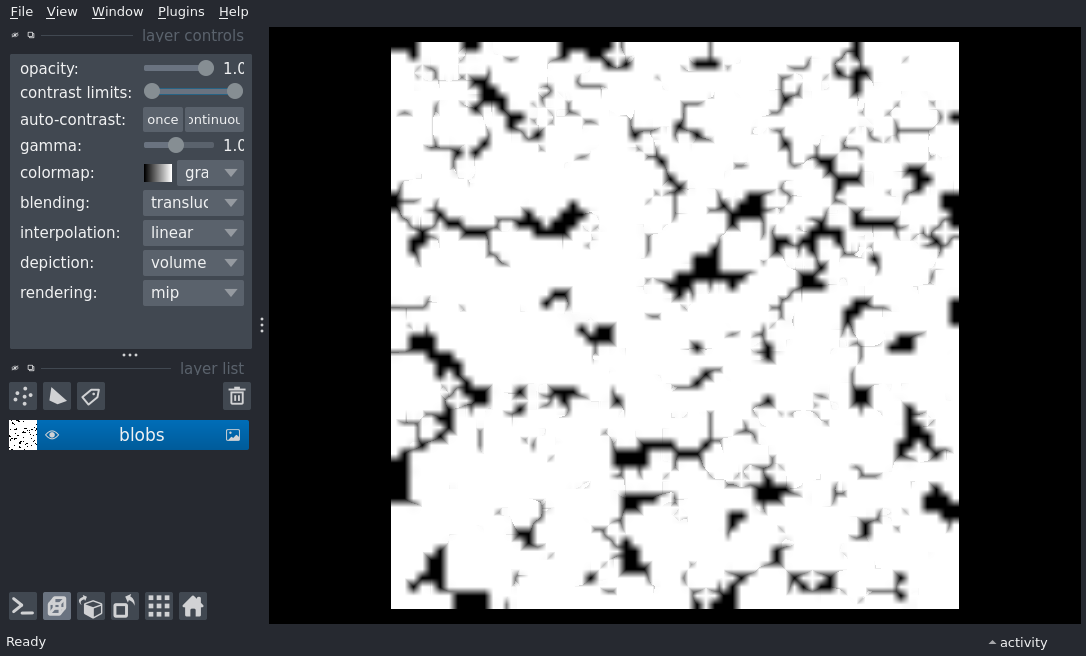 File View Window Plugins Help
layer controls
opacity: 1.0
contrast limits:
auto-contrast: once ontinuou
gamma: 1.0
colormap: gra
blending: transluc
interpolation: linear
depiction: volume
rendering: mip
layer list
blobs
Ready
activity